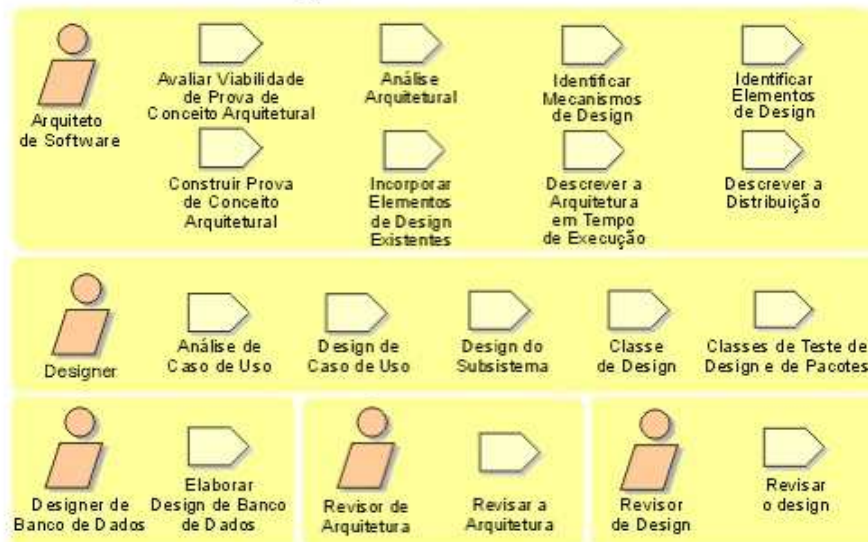 Arquiteto
de Software
Avaliar Viabilidade
de Prova de
Conceito Arquitetural
Análise
Arquitetural
Identificar
Mecanismos
de Design
Identificar
Elementos
de Design
Construir Prova
de Conceito
Arquitetural
Incorporar
Elementos
de Design
Existentes
Descrever a
Arquitetura
em Tempo
de Execução
Descrever a
Distribuição
Designer
Análise de
Caso de Uso
Design de
Caso de Uso
Design do
Subsistema
Classe
de Design
Classes de Teste de
Design e de Pacotes
Designer de
Banco de Dados
Elaborar
Design de Banco
de Dados
Revisor de
Arquitetura
Revisar a
Arquitetura
Revisor
de Design
Revisar
o design